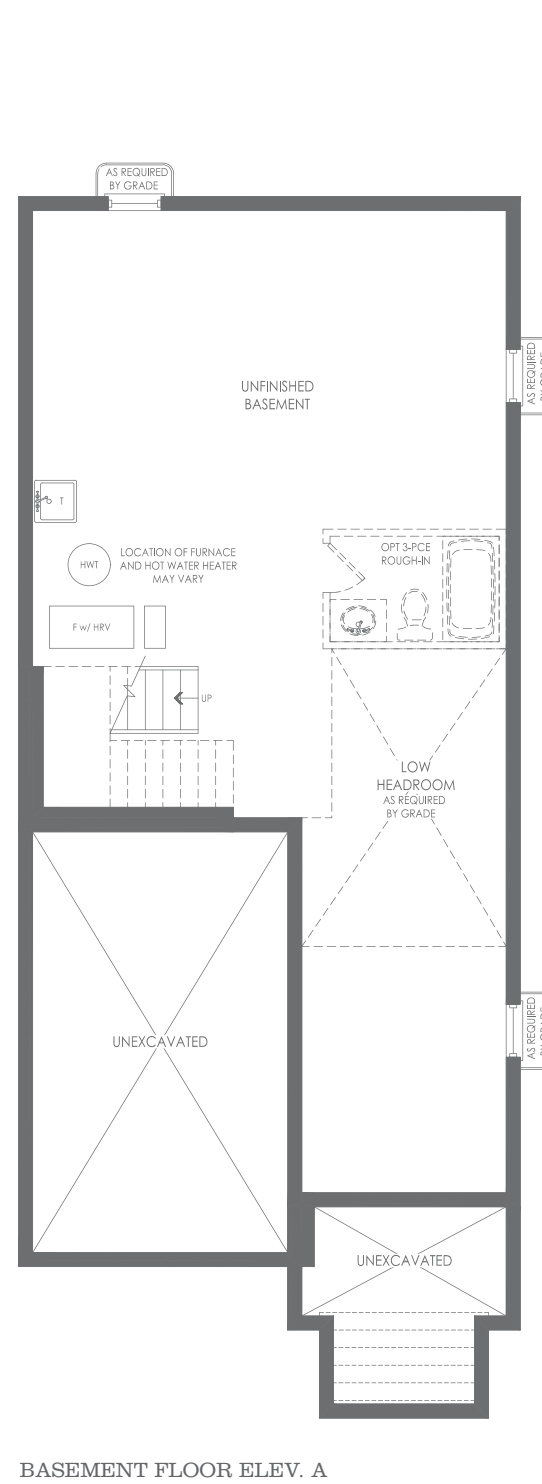 AS REQUIRED
BY GRADE
AS REQUIRED
UNFINISHED
BASEMENT
T
HWT
LOCATION OF FURNACE
AND HOT WATER HEATER
MAY VARY
OPT 3-PCE
ROUGH-IN
F w/ HRV
UP
LOW
HEADROOM
AS REQUIRED
BY GRADE
AS REQUIRED
UNEXCAVATED
UNEXCAVATED
BASEMENT FLOOR ELEV. A